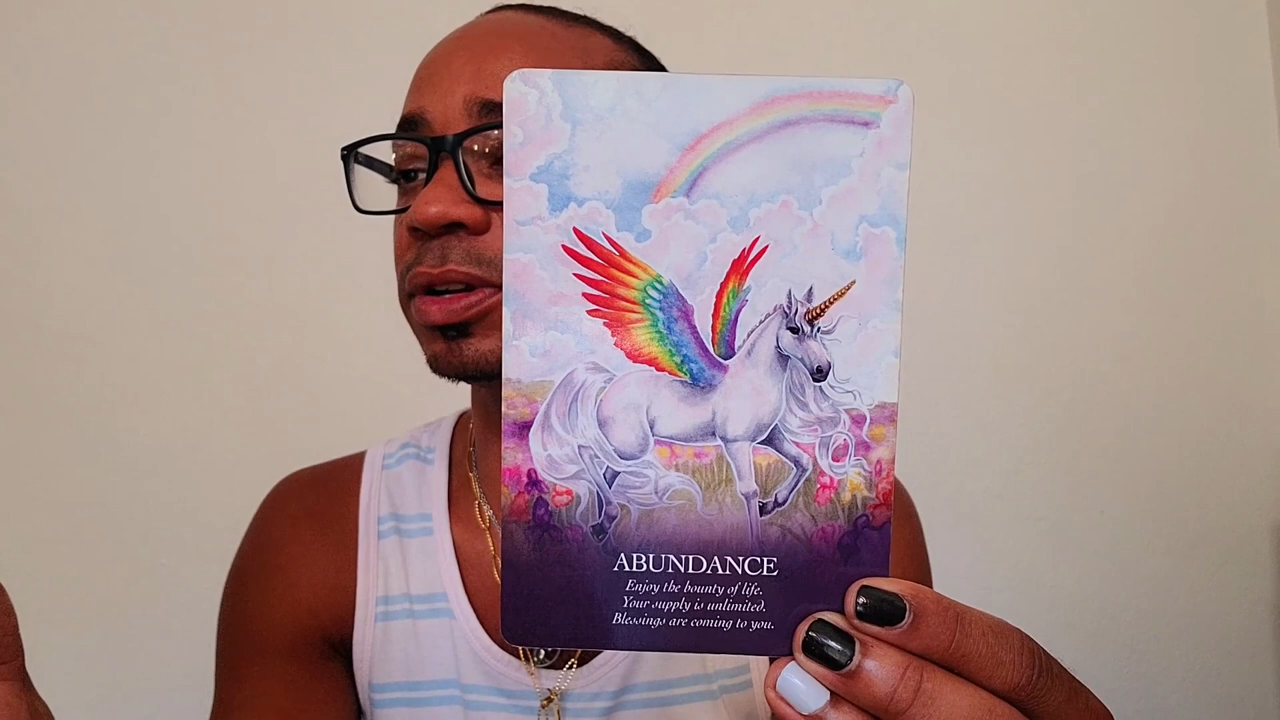 ABUNDANCE
Enjoy the bounty of life.
Your supply is unlimited.
Blessings are coming to you.